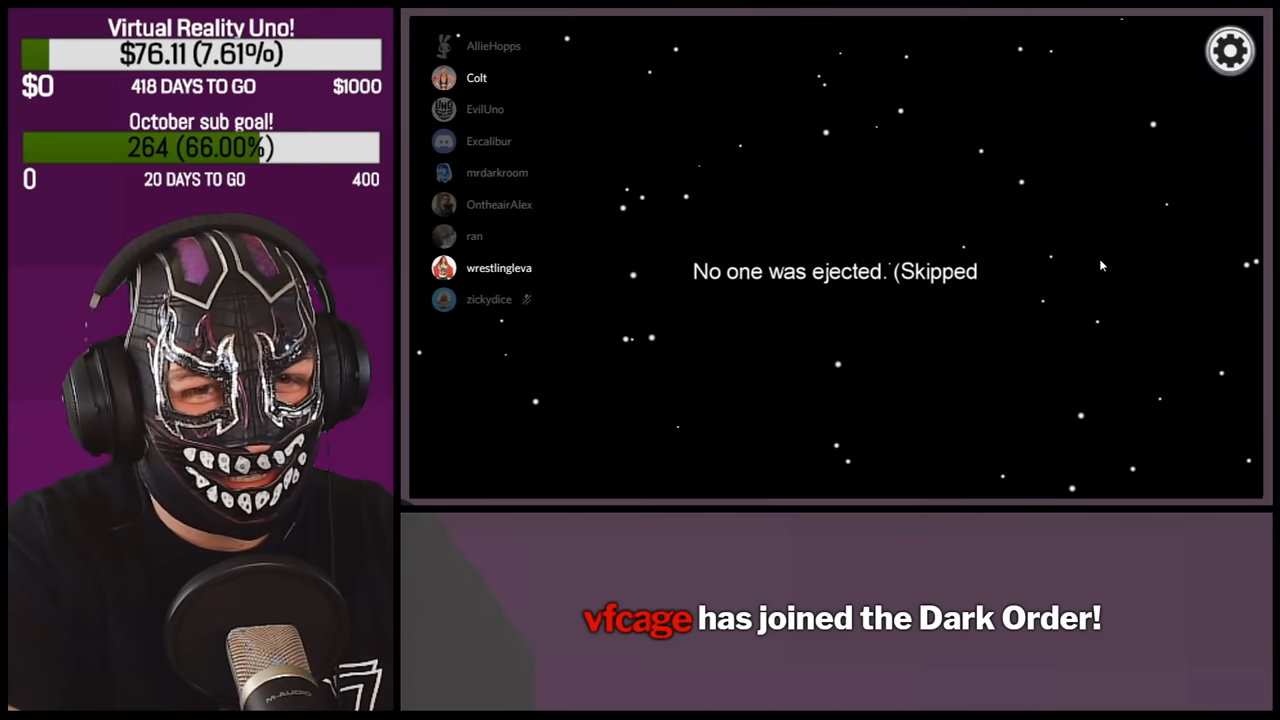 Virtual Reality Uno!
$76.11 (7.61%)
$0 418 DAYS TO GO $1000
October sub goal!
264 (66.00%)
0 20 DAYS TO GO 400
AllieHopps
Colt
EvilUno
Excalibur
mrdarkroom
OntheairAlex
ran
wrestlingleva
zickydice
No one was ejected. (Skipped
vfcage has joined the Dark Order!
M-AUDIO